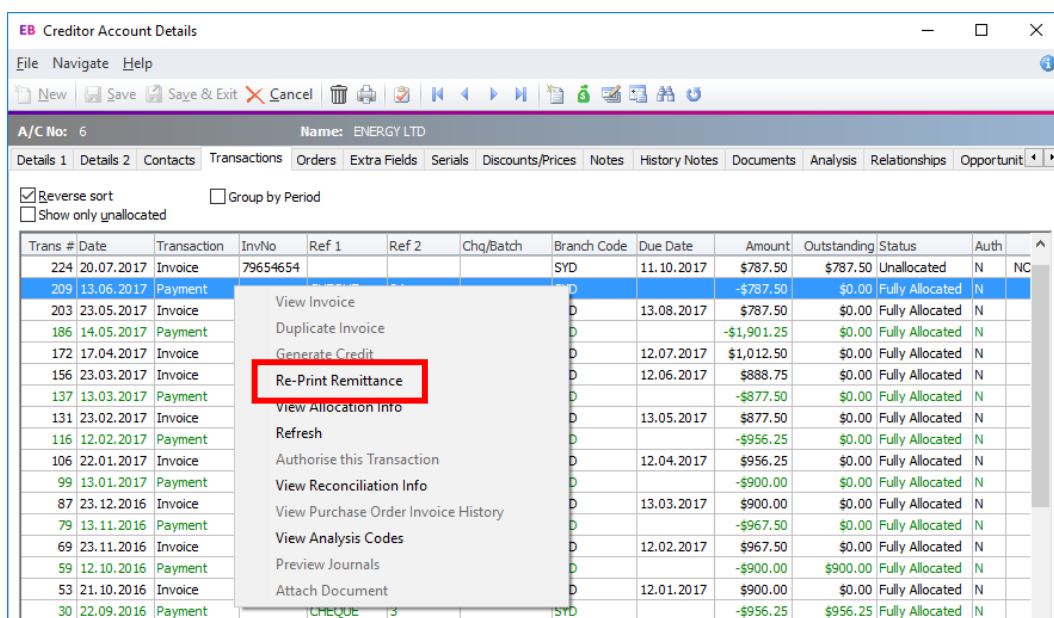 EB Creditor Account Details
File Navigate Help
New Save Save & Exit Cancel
A/C No: 6 Name: ENERGY LTD
Details 1 Details 2 Contacts Transactions Orders Extra Fields Serials Discounts/Prices Notes History Notes Documents Analysis Relationships Opportunit
Reverse sort Group by Period
Show only unallocated
Trans # Date Transaction InvNo Ref 1 Ref 2 Chq/Batch Branch Code Due Date Amount Outstanding Status Auth
224 20.07.2017 Invoice 79654654 SYD 11.10.2017 $787.50 $787.50 Unallocated N NO
209 13.06.2017 Payment -$787.50 $0.00 Fully Allocated N
View Invoice
203 23.05.2017 Invoice D 13.08.2017 $787.50 $0.00 Fully Allocated N
Duplicate Invoice
186 14.05.2017 Payment D -$1,901.25 $0.00 Fully Allocated N
Generate Credit
172 17.04.2017 Invoice D 12.07.2017 $1,012.50 $0.00 Fully Allocated N
Re-Print Remittance
156 23.03.2017 Invoice D 12.06.2017 $888.75 $0.00 Fully Allocated N
137 13.03.2017 Payment D -$877.50 $0.00 Fully Allocated N
View Allocation Info
131 23.02.2017 Invoice D 13.05.2017 $877.50 $0.00 Fully Allocated N
Refresh
116 12.02.2017 Payment D -$956.25 $0.00 Fully Allocated N
Authorise this Transaction
106 22.01.2017 Invoice D 12.04.2017 $956.25 $0.00 Fully Allocated N
View Reconciliation Info
99 13.01.2017 Payment D -$900.00 $0.00 Fully Allocated N
87 23.12.2016 Invoice D 13.03.2017 $900.00 $0.00 Fully Allocated N
View Purchase Order Invoice History
79 13.11.2016 Payment D -$967.50 $0.00 Fully Allocated N
View Analysis Codes
69 23.11.2016 Invoice D 12.02.2017 $967.50 $0.00 Fully Allocated N
Preview Journals
59 12.10.2016 Payment D -$900.00 $900.00 Fully Allocated N
Attach Document
53 21.10.2016 Invoice D 12.01.2017 $900.00 $0.00 Fully Allocated N
30 22.09.2016 Payment CHEQUE 3 SYD -$956.25 $956.25 Fully Allocated N